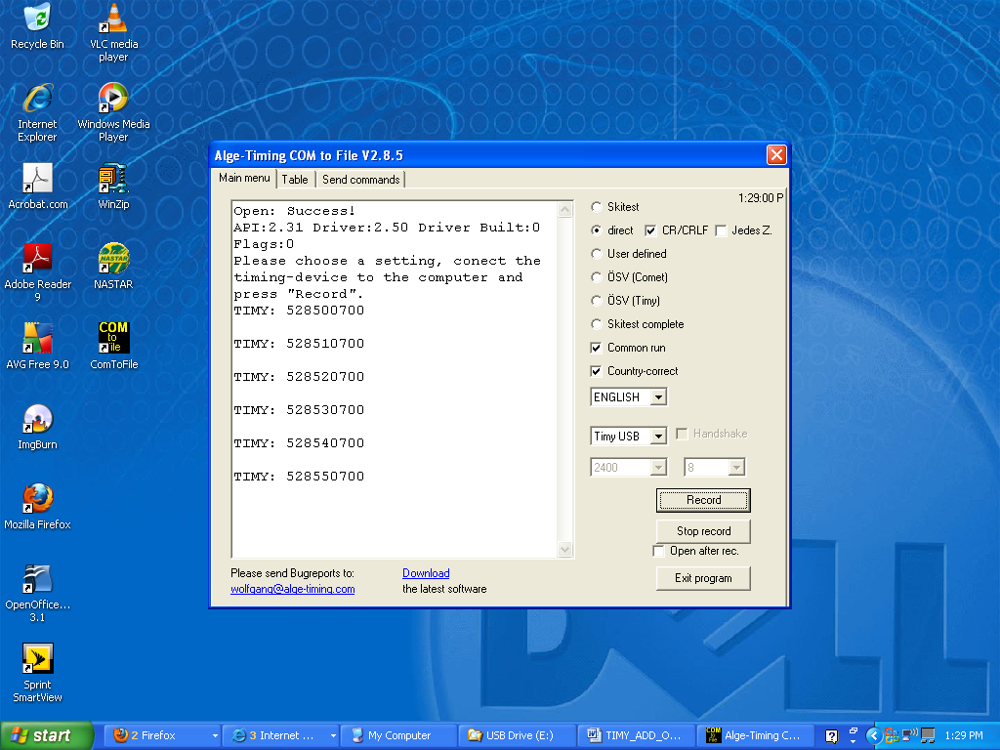 Recycle Bin
VLC media
player
Internet
Explorer
Windows Media
Player
Acrobat.com
WinZip
Adobe Reader
9
NASTAR
AVG Free 9.0
COM
to
file
ComToFile
ImgBurn
Mozilla Firefox
OpenOffice...
3.1
Sprint
SmartView
Alge-Timing COM to File V2.8.5
Main menu
Table
Send commands
1:29:00 P
Open: Success!
API:2.31 Driver:2.50 Driver Built:0
Flags:0
Please choose a setting, conect the
timing-device to the computer and
press "Record".
TIMY: 528500700
TIMY: 528510700
TIMY: 528520700
TIMY: 528530700
TIMY: 528540700
TIMY: 528550700
Skitest
direct CR/CRLF Jedes Z.
User defined
ÖSV (Comet)
ÖSV (Timy)
Skitest complete
Common run
Country-correct
ENGLISH
Timy USB Handshake
2400 8
Record
Stop record
Open after rec.
Exit program
Please send Bugreports to:
wolfgang@alge-timing.com
Download
the latest software
DELL
start
2 Firefox
3 Internet ...
My Computer
USB Drive (E:)
TIMY_ADD_O...
Alge-Timing C...
1:29 PM